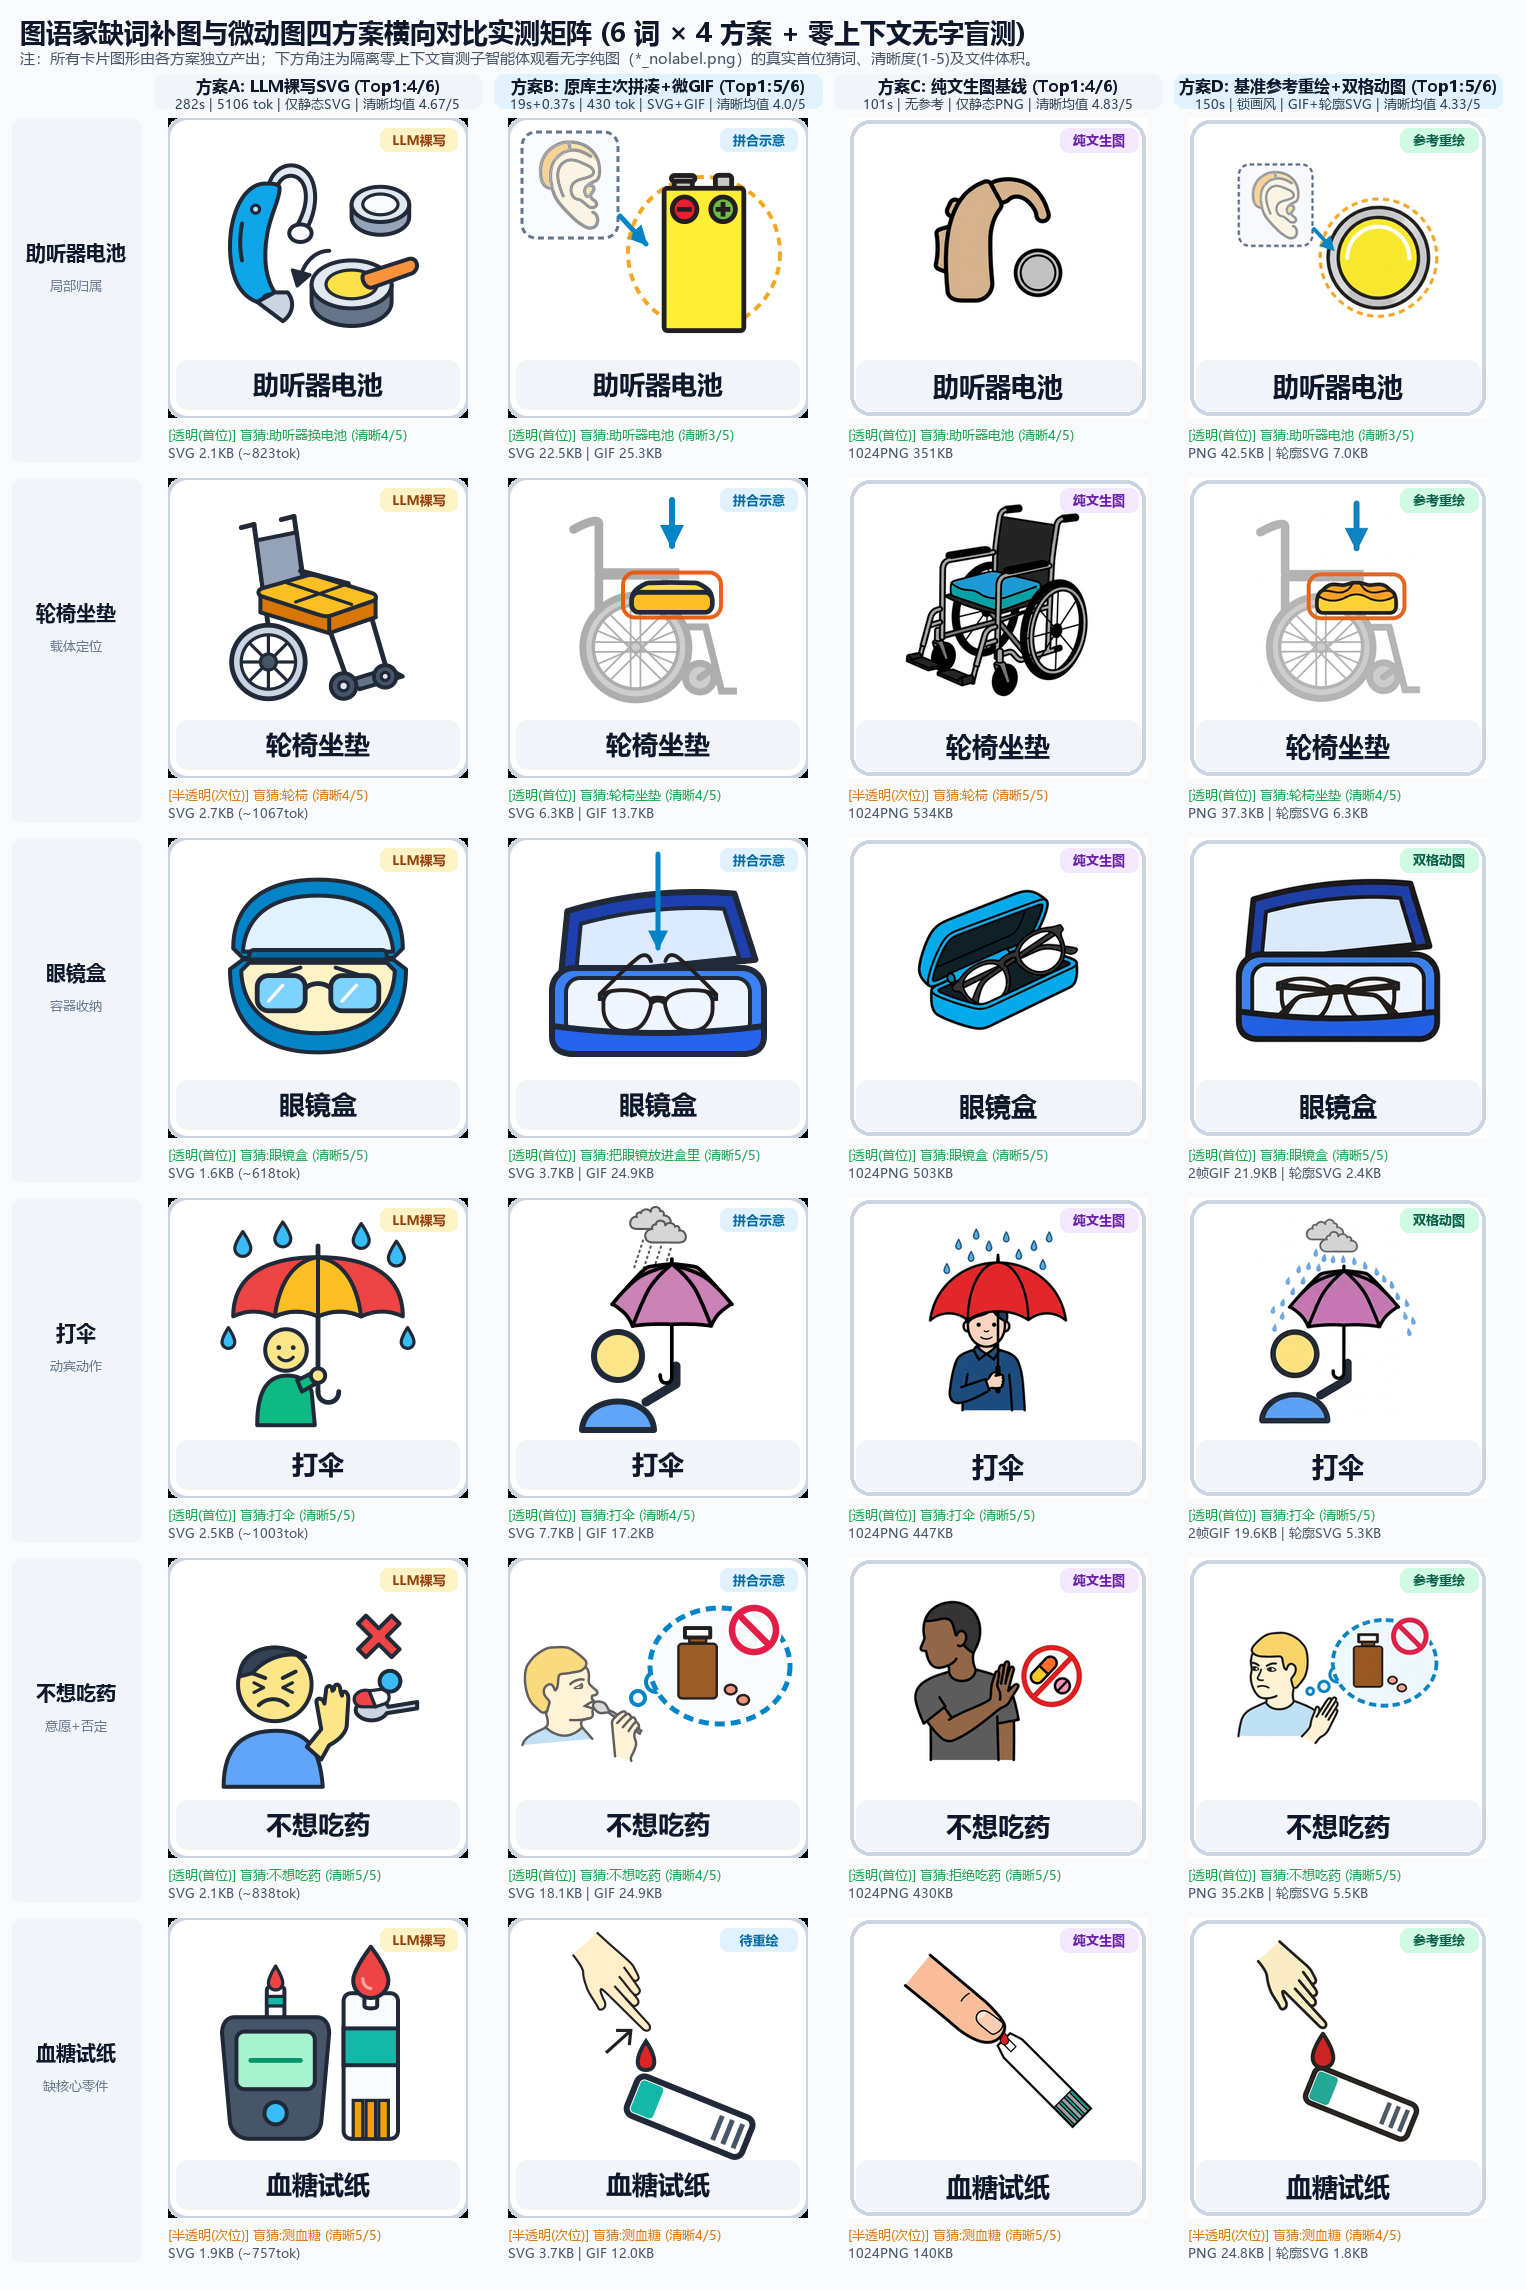 图语家缺词补图与微动图四方案横向对比实测矩阵 (6 词 × 4 方案 + 零上下文无字盲测)
注：所有卡片图形由各方案独立产出；下方角注为隔离零上下文盲测子智能体观看无字纯图（*_nolabel.png）的真实首位猜词、清晰度(1-5)及文件体积。
方案A: LLM裸写SVG (Top1:4/6)
282s | 5106 tok | 仅静态SVG | 清晰均值 4.67/5
方案B: 原库主次拼凑+微GIF (Top1:5/6)
19s+0.37s | 430 tok | SVG+GIF | 清晰均值 4.0/5
方案C: 纯文生图基线 (Top1:4/6)
101s | 无参考 | 仅静态PNG | 清晰均值 4.83/5
方案D: 基准参考重绘+双格动图 (Top1:5/6)
150s | 锁画风 | GIF+轮廓SVG | 清晰均值 4.33/5
助听器电池
局部归属
LLM裸写
助听器电池
[透明(首位)] 盲猜:助听器换电池 (清晰4/5)
SVG 2.1KB (~823tok)
拼合示意
助听器电池
[透明(首位)] 盲猜:助听器电池 (清晰3/5)
SVG 22.5KB | GIF 25.3KB
纯文生图
助听器电池
[透明(首位)] 盲猜:助听器电池 (清晰4/5)
1024PNG 351KB
参考重绘
助听器电池
[透明(首位)] 盲猜:助听器电池 (清晰3/5)
PNG 42.5KB | 轮廓SVG 7.0KB
轮椅坐垫
载体定位
LLM裸写
轮椅坐垫
[半透明(次位)] 盲猜:轮椅 (清晰4/5)
SVG 2.7KB (~1067tok)
拼合示意
轮椅坐垫
[透明(首位)] 盲猜:轮椅坐垫 (清晰4/5)
SVG 6.3KB | GIF 13.7KB
纯文生图
轮椅坐垫
[半透明(次位)] 盲猜:轮椅 (清晰5/5)
1024PNG 534KB
参考重绘
轮椅坐垫
[透明(首位)] 盲猜:轮椅坐垫 (清晰4/5)
PNG 37.3KB | 轮廓SVG 6.3KB
眼镜盒
容器收纳
LLM裸写
眼镜盒
[透明(首位)] 盲猜:眼镜盒 (清晰5/5)
SVG 1.6KB (~618tok)
拼合示意
眼镜盒
[透明(首位)] 盲猜:把眼镜放进盒里 (清晰5/5)
SVG 3.7KB | GIF 24.9KB
纯文生图
眼镜盒
[透明(首位)] 盲猜:眼镜盒 (清晰5/5)
1024PNG 503KB
双格动图
眼镜盒
[透明(首位)] 盲猜:眼镜盒 (清晰5/5)
2帧GIF 21.9KB | 轮廓SVG 2.4KB
打伞
动宾动作
LLM裸写
打伞
[透明(首位)] 盲猜:打伞 (清晰5/5)
SVG 2.5KB (~1003tok)
拼合示意
打伞
[透明(首位)] 盲猜:打伞 (清晰4/5)
SVG 7.7KB | GIF 17.2KB
纯文生图
打伞
[透明(首位)] 盲猜:打伞 (清晰5/5)
1024PNG 447KB
双格动图
打伞
[透明(首位)] 盲猜:打伞 (清晰5/5)
2帧GIF 19.6KB | 轮廓SVG 5.3KB
不想吃药
意愿+否定
LLM裸写
不想吃药
[透明(首位)] 盲猜:不想吃药 (清晰5/5)
SVG 2.1KB (~838tok)
拼合示意
不想吃药
[透明(首位)] 盲猜:不想吃药 (清晰4/5)
SVG 18.1KB | GIF 24.9KB
纯文生图
不想吃药
[透明(首位)] 盲猜:拒绝吃药 (清晰5/5)
1024PNG 430KB
参考重绘
不想吃药
[透明(首位)] 盲猜:不想吃药 (清晰5/5)
PNG 35.2KB | 轮廓SVG 5.5KB
血糖试纸
缺核心零件
LLM裸写
血糖试纸
[半透明(次位)] 盲猜:测血糖 (清晰5/5)
SVG 1.9KB (~757tok)
待重绘
血糖试纸
[半透明(次位)] 盲猜:测血糖 (清晰4/5)
SVG 3.7KB | GIF 12.0KB
纯文生图
血糖试纸
[半透明(次位)] 盲猜:测血糖 (清晰5/5)
1024PNG 140KB
参考重绘
血糖试纸
[半透明(次位)] 盲猜:测血糖 (清晰4/5)
PNG 24.8KB | 轮廓SVG 1.8KB